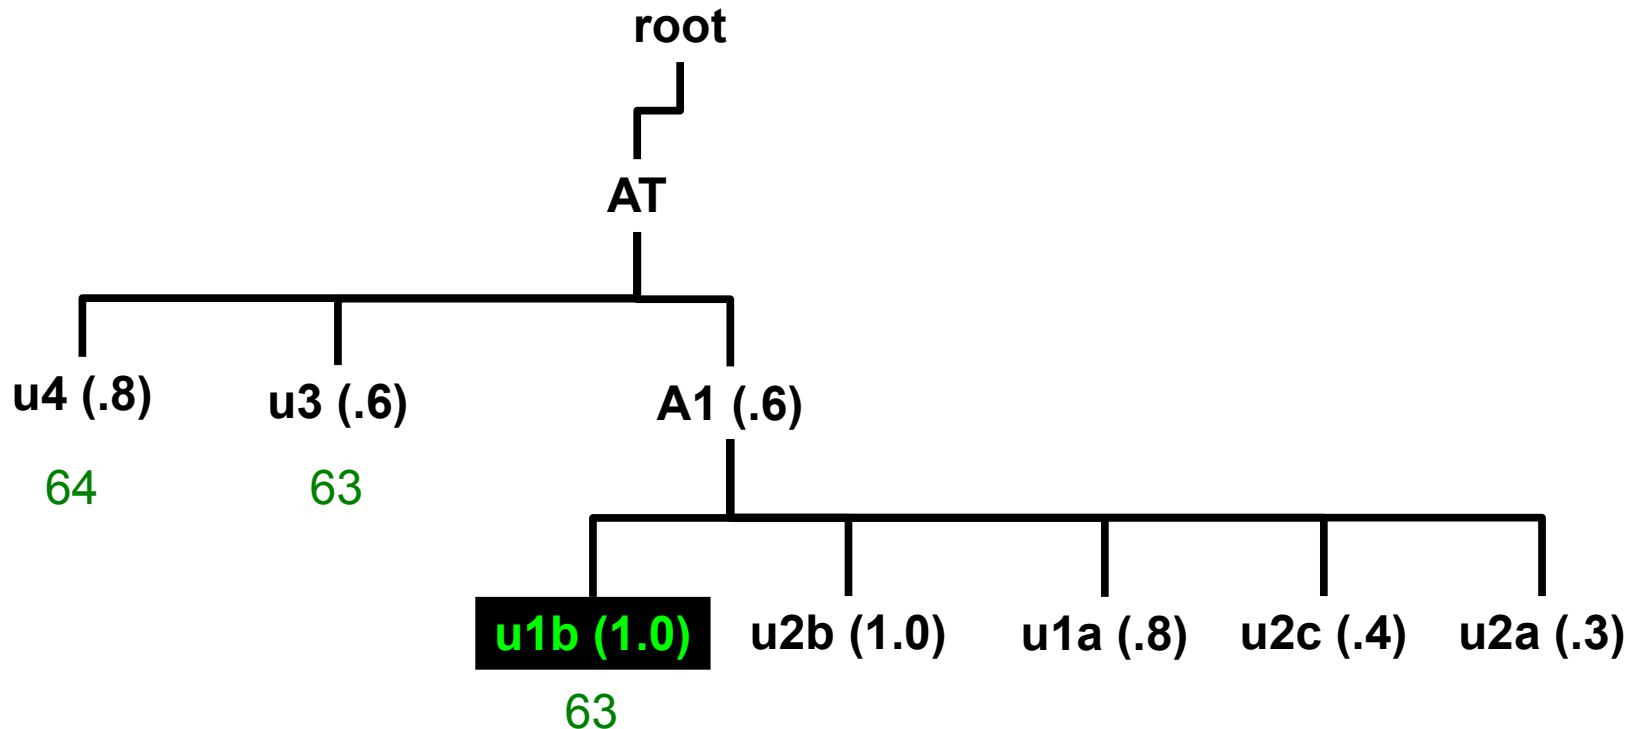 root
AT
u4 (.8)
u3 (.6)
A1 (.6)
64
63
u1b (1.0)
u2b (1.0)
u1a (.8)
u2c (.4)
u2a (.3)
63